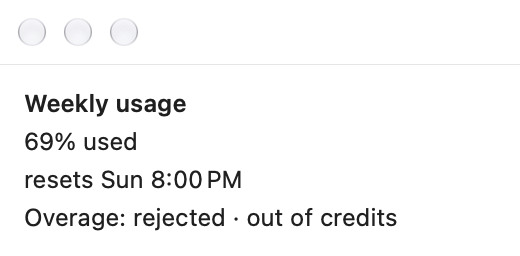 Weekly usage
69% used
resets Sun 8:00 PM
Overage: rejected · out of credits